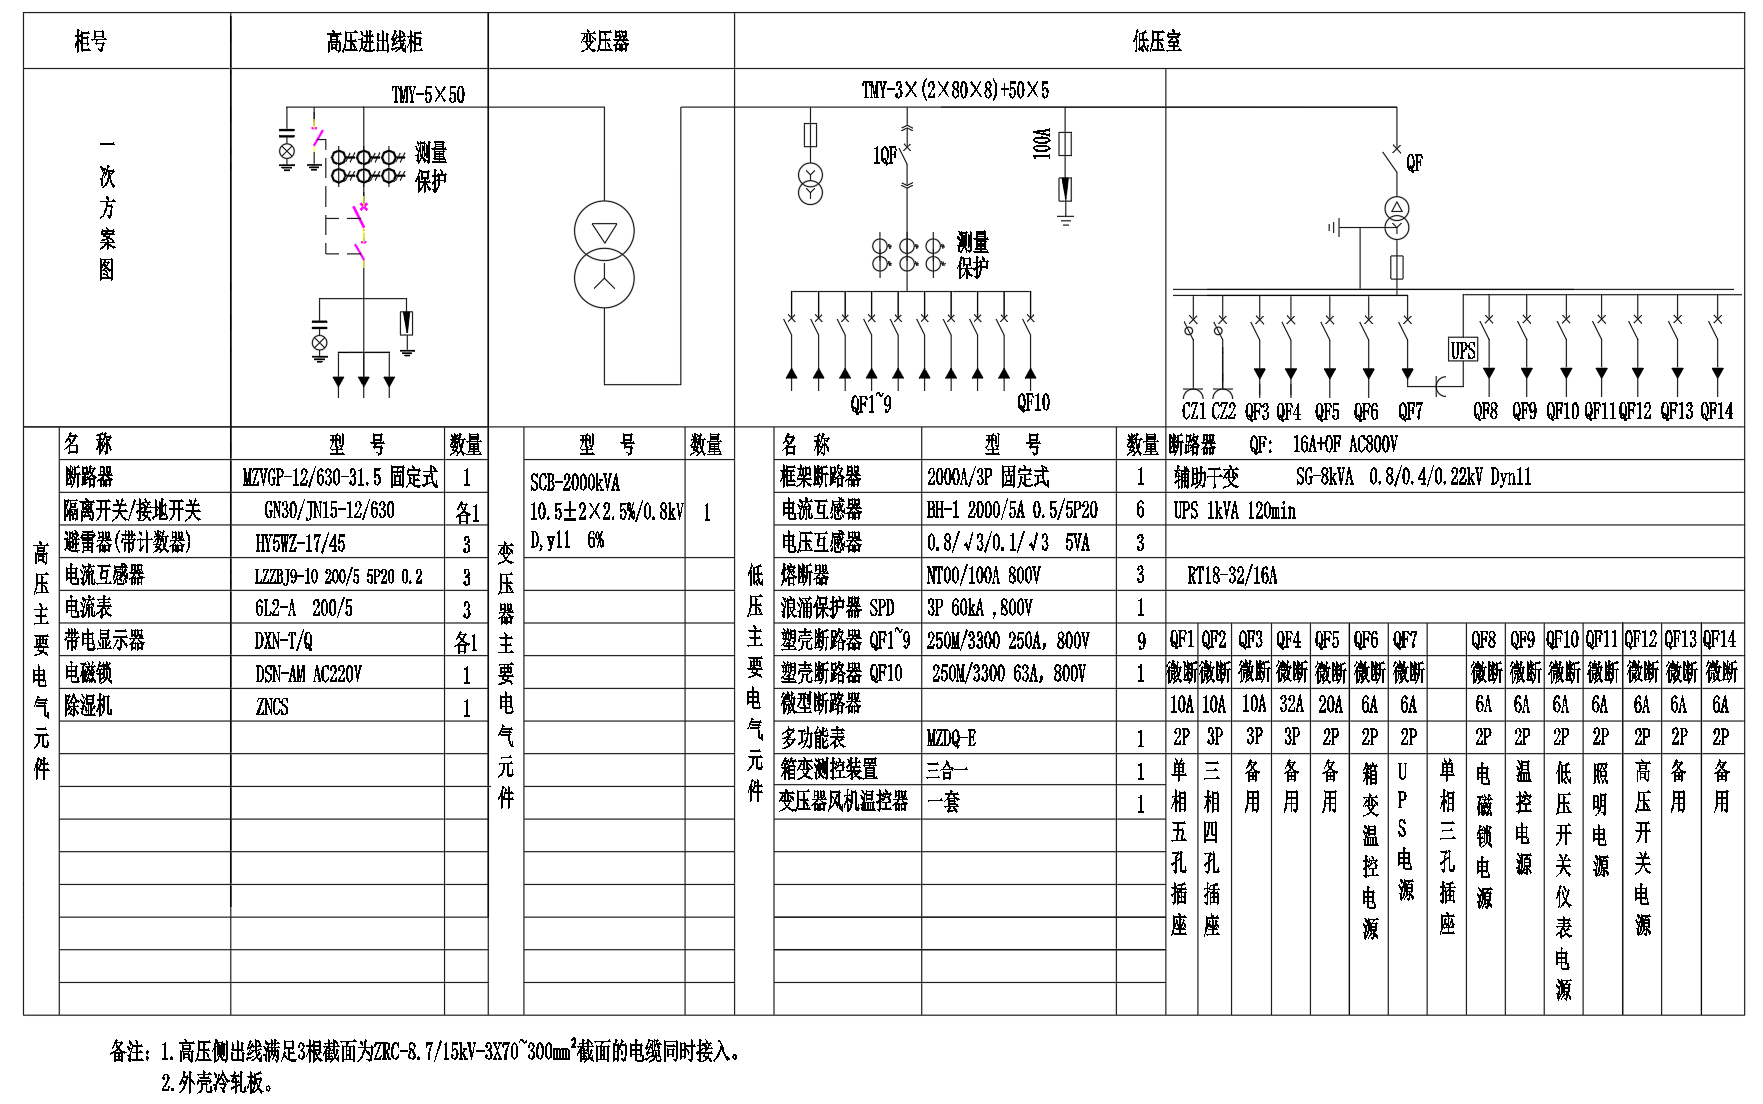 柜号 高压进出线柜 变压器 低压室
一次方案图
TMY-5×50
测量
保护
TMY-3×(2×80×8)+50×5
1QF
100A
测量
保护
QF
UPS
QF1~9 QF10
CZ1 CZ2 QF3 QF4 QF5 QF6 QF7 QF8 QF9 QF10 QF11 QF12 QF13 QF14
高压主要电气元件
名 称 型 号 数量
断路器 MZVGP-12/630-31.5 固定式 1
隔离开关/接地开关 GN30/JN15-12/630 各1
避雷器(带计数器) HY5WZ-17/45 3
电流互感器 LZZBJ9-10 200/5 5P20 0.2 3
电流表 6L2-A 200/5 3
带电显示器 DXN-T/Q 各1
电磁锁 DSN-AM AC220V 1
除湿机 ZNCS 1
变压器主要电气元件
型 号 数量
SCB-2000kVA
10.5±2×2.5%/0.8kV 1
D,y11 6%
低压主要电气元件
名 称 型 号 数量
框架断路器 2000A/3P 固定式 1
电流互感器 BH-1 2000/5A 0.5/5P20 6
电压互感器 0.8/√3/0.1/√3 5VA 3
熔断器 NT00/100A 800V 3
浪涌保护器 SPD 3P 60kA ,800V 1
塑壳断路器 QF1~9 250M/3300 250A，800V 9
塑壳断路器 QF10 250M/3300 63A，800V 1
微型断路器
多功能表 MZDQ-E 1
箱变测控装置 三合一 1
变压器风机温控器 一套 1
断路器 QF: 16A+OF AC800V
辅助干变 SG-8kVA 0.8/0.4/0.22kV Dyn11
UPS 1kVA 120min
RT18-32/16A
QF1 QF2 QF3 QF4 QF5 QF6 QF7 QF8 QF9 QF10 QF11 QF12 QF13 QF14
微断 微断 微断 微断 微断 微断 微断 微断 微断 微断 微断 微断 微断 微断
10A 10A 10A 32A 20A 6A 6A 6A 6A 6A 6A 6A 6A 6A
2P 3P 3P 3P 2P 2P 2P 2P 2P 2P 2P 2P 2P 2P
单相五孔插座
三相四孔插座
备用
备用
备用
箱变温控电源
UPS电源
单相三孔插座
电磁锁电源
温控电源
低压开关仪表电源
照明电源
高压开关电源
备用
备用
备注：1.高压侧出线满足3根截面为ZRC-8.7/15kV-3X70~300mm²截面的电缆同时接入。
2.外壳冷轧板。